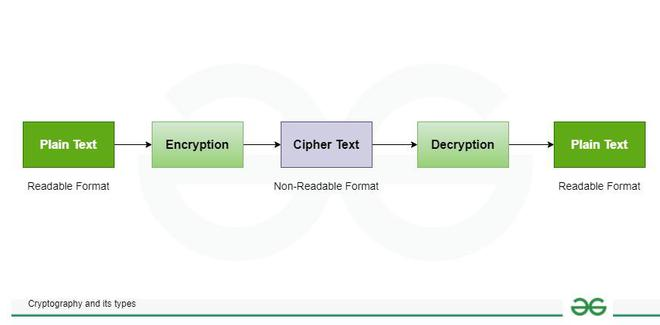 Plain Text
Encryption
Cipher Text
Decryption
Plain Text
Readable Format
Non-Readable Format
Readable Format
Cryptography and its types